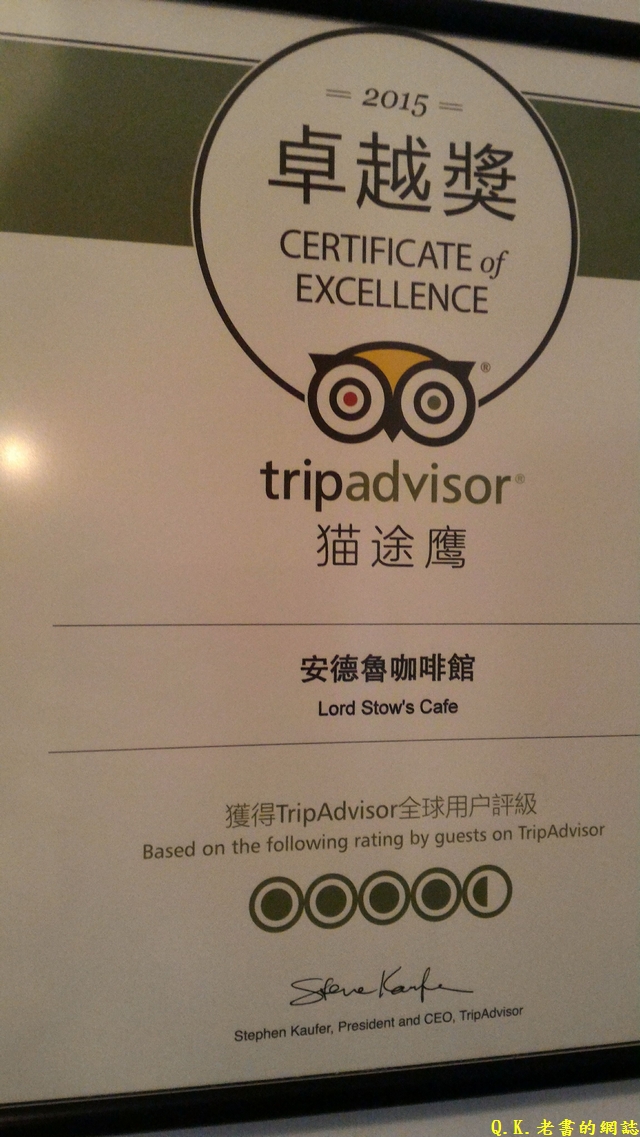 2015
卓越獎
CERTIFICATE of
EXCELLENCE
®
tripadvisor®
猫途鹰
安德魯咖啡館
Lord Stow's Cafe
獲得TripAdvisor全球用户評級
Based on the following rating by guests on TripAdvisor
Steve Kaufer
Stephen Kaufer, President and CEO, TripAdvisor
Q.K.老書的網誌